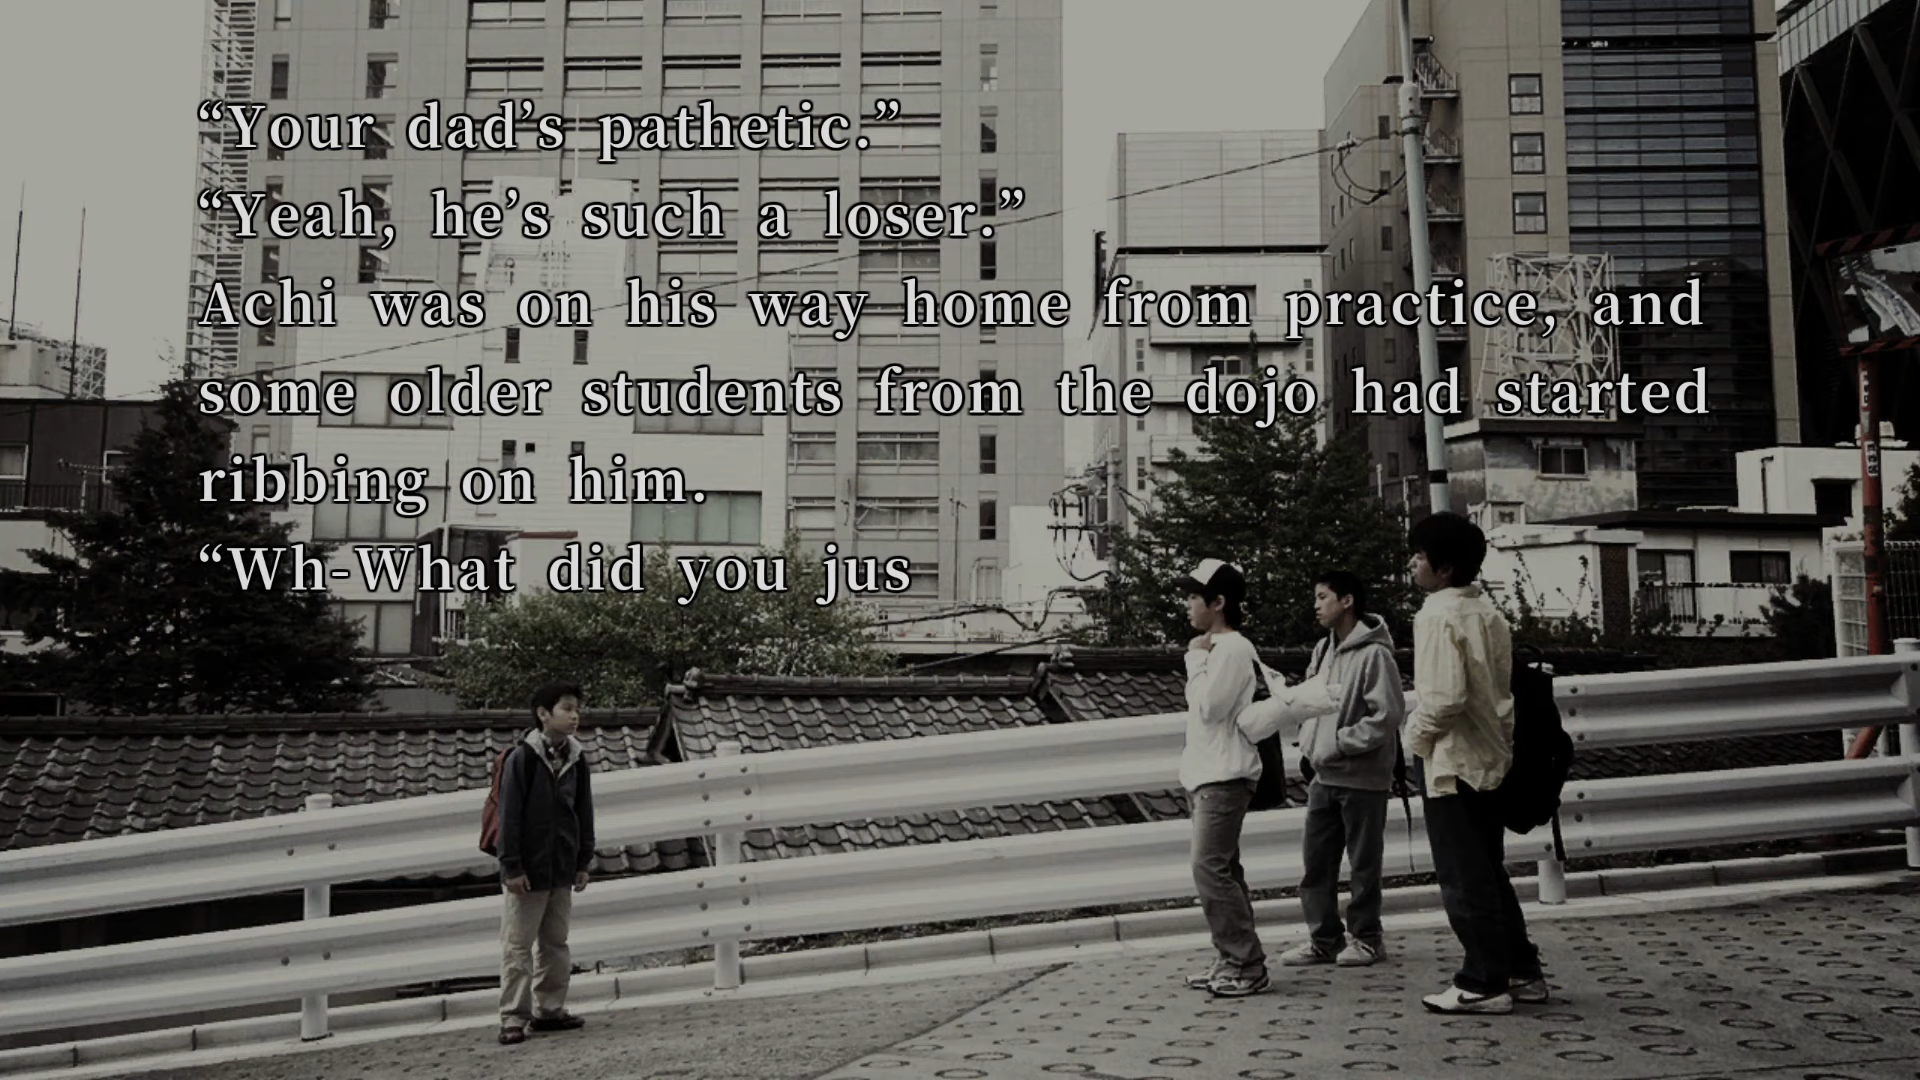 “Your dad’s pathetic.”
“Yeah, he’s such a loser.”
Achi was on his way home from practice, and
some older students from the dojo had started
ribbing on him.
“Wh-What did you jus